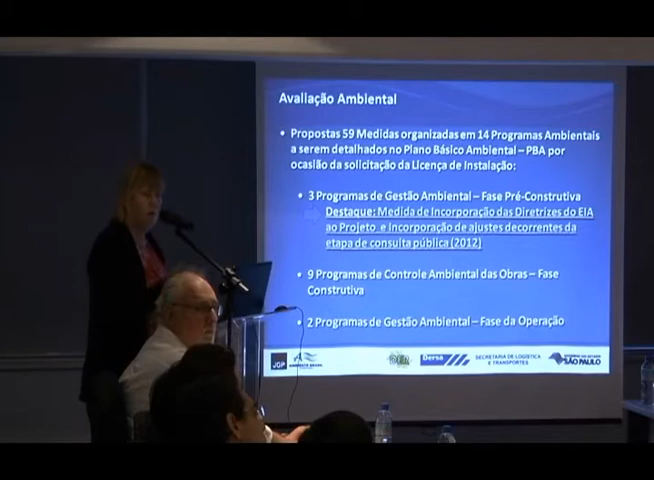 Avaliação Ambiental
• Propostas 59 Medidas organizadas em 14 Programas Ambientais
a serem detalhados no Plano Básico Ambiental – PBA por
ocasião da solicitação da Licença de Instalação:
• 3 Programas de Gestão Ambiental – Fase Pré-Construtiva
Destaque: Medida de Incorporação das Diretrizes do EIA
ao Projeto e Incorporação de ajustes decorrentes da
etapa de consulta pública (2012)
• 9 Programas de Controle Ambiental das Obras – Fase
Construtiva
• 2 Programas de Gestão Ambiental – Fase da Operação
JGP Dersa SECRETARIA DE LOGÍSTICA
E TRANSPORTES
SÃO PAULO